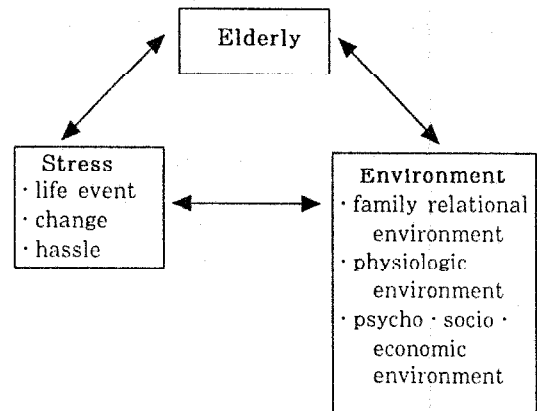 Elderly
Stress
· life event
· change
· hassle
Environment
· family relational
environment
· physiologic
environment
· psycho · socio ·
economic
environment